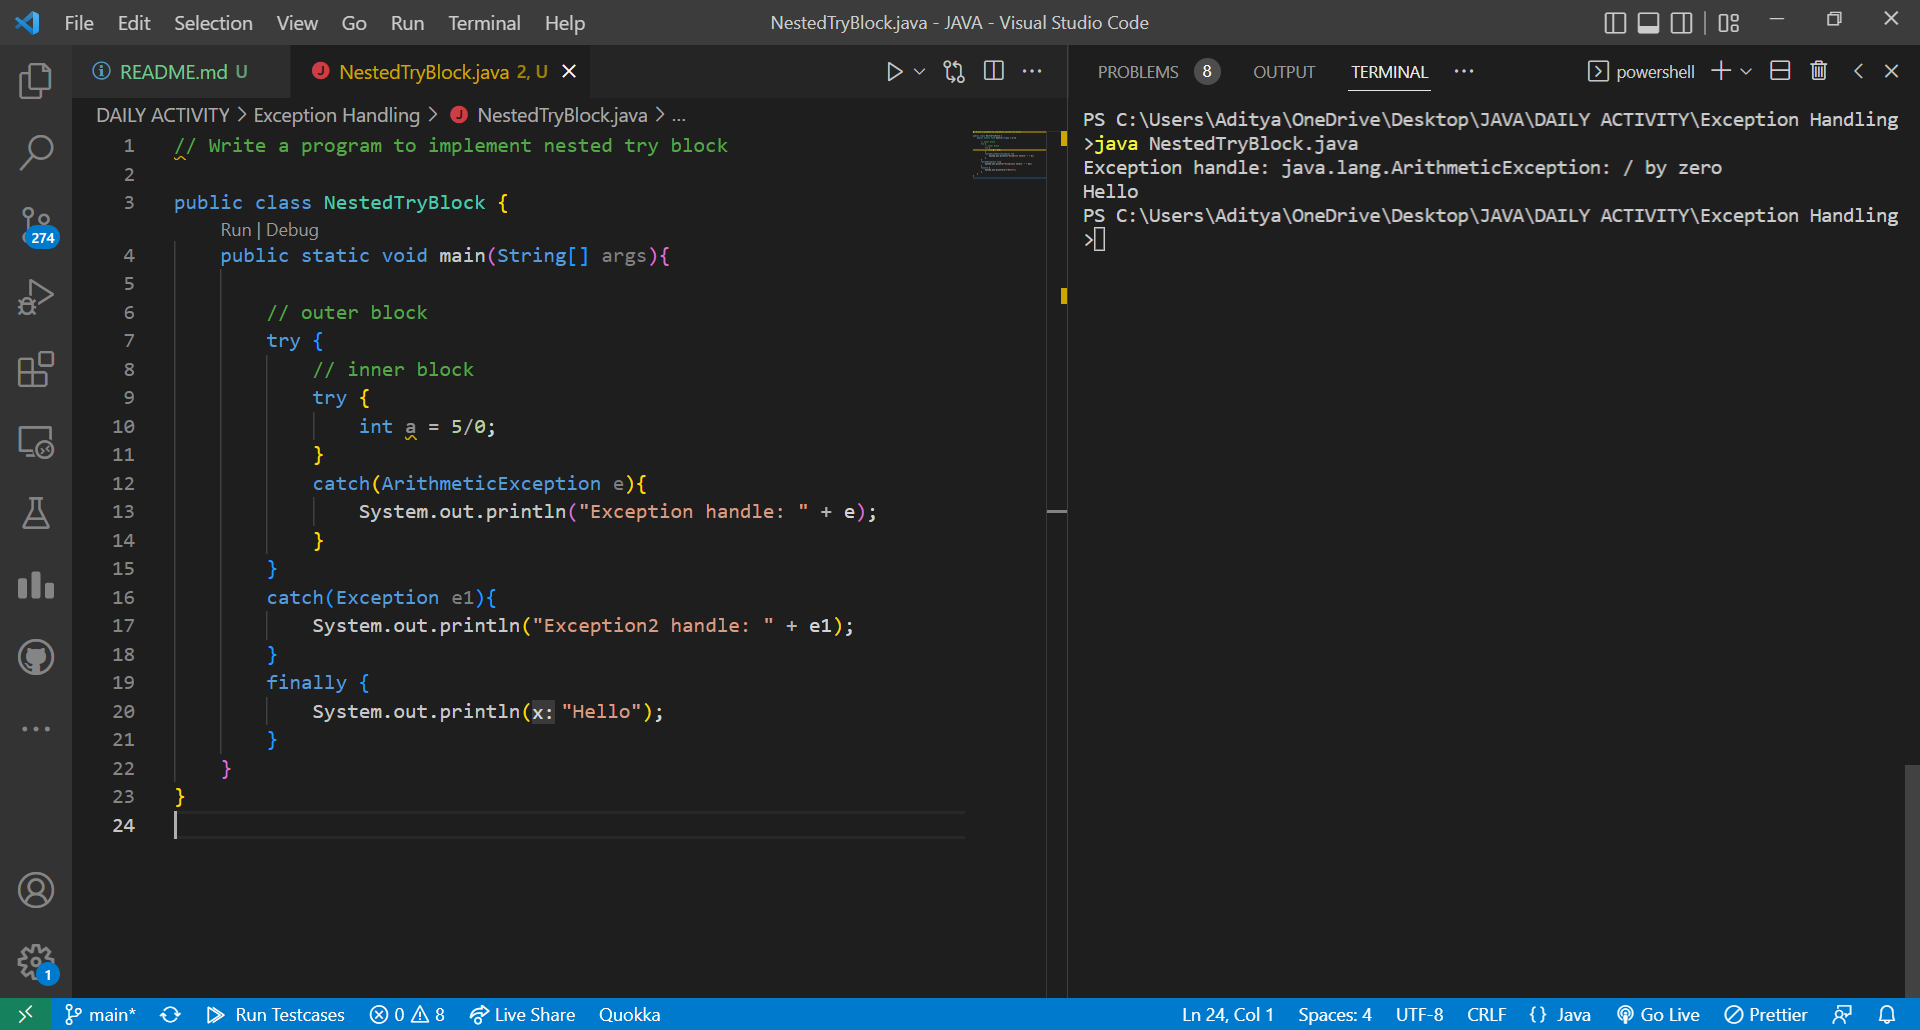 File Edit Selection View Go Run Terminal Help
NestedTryBlock.java - JAVA - Visual Studio Code
README.md U
NestedTryBlock.java 2, U
DAILY ACTIVITY > Exception Handling > NestedTryBlock.java > ...
1 // Write a program to implement nested try block
2
3 public class NestedTryBlock {
Run | Debug
4 public static void main(String[] args){
5
6 // outer block
7 try {
8 // inner block
9 try {
10 int a = 5/0;
11 }
12 catch(ArithmeticException e){
13 System.out.println("Exception handle: " + e);
14 }
15 }
16 catch(Exception e1){
17 System.out.println("Exception2 handle: " + e1);
18 }
19 finally {
20 System.out.println(x: "Hello");
21 }
22 }
23 }
24
PROBLEMS 8 OUTPUT TERMINAL ... powershell
PS C:\Users\Aditya\OneDrive\Desktop\JAVA\DAILY ACTIVITY\Exception Handling
>java NestedTryBlock.java
Exception handle: java.lang.ArithmeticException: / by zero
Hello
PS C:\Users\Aditya\OneDrive\Desktop\JAVA\DAILY ACTIVITY\Exception Handling
>
274
1
main* Run Testcases 0 8 Live Share Quokka
Ln 24, Col 1 Spaces: 4 UTF-8 CRLF {} Java Go Live Prettier